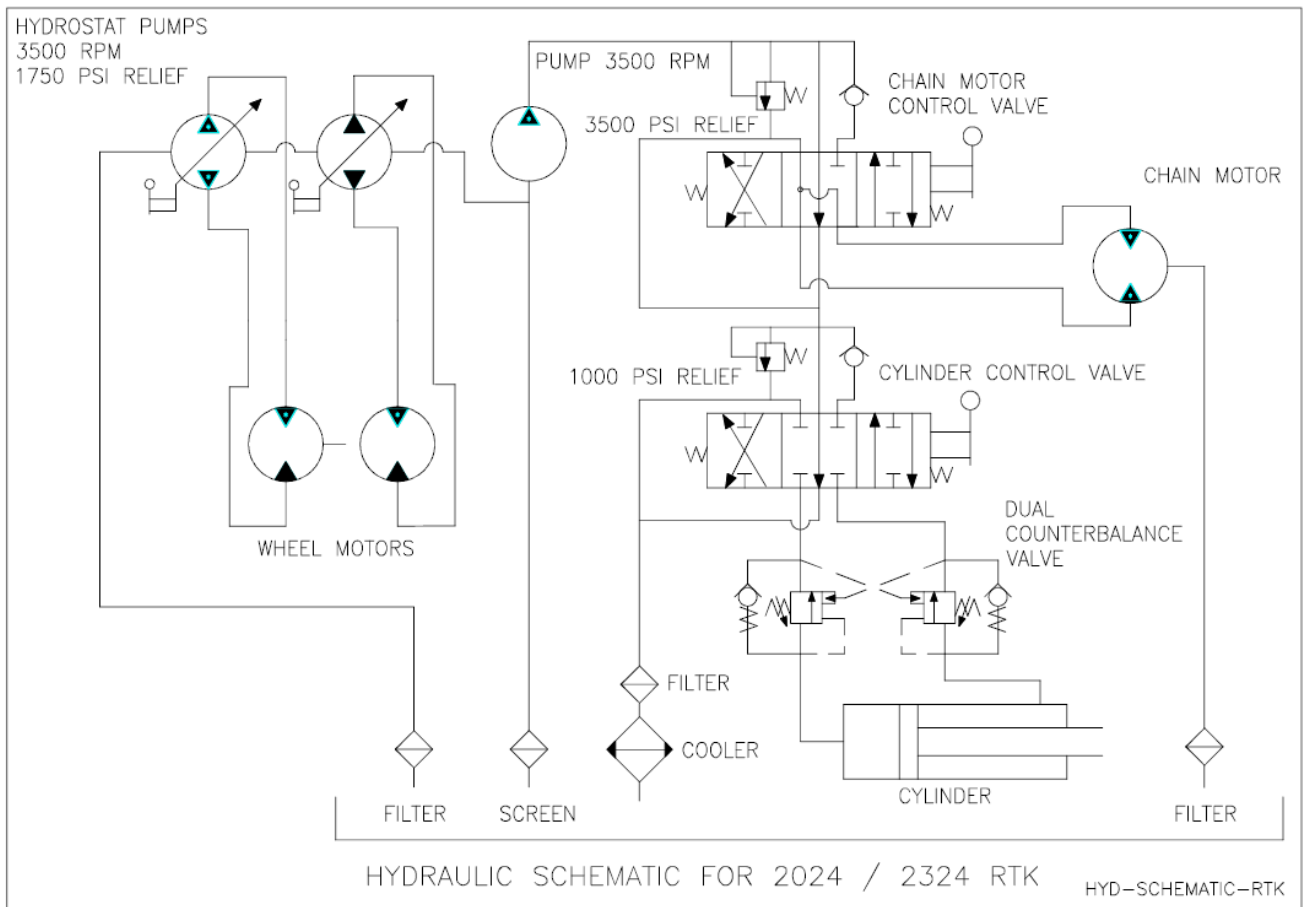 HYDROSTAT PUMPS
3500 RPM
1750 PSI RELIEF
PUMP 3500 RPM
3500 PSI RELIEF
CHAIN MOTOR
CONTROL VALVE
CHAIN MOTOR
1000 PSI RELIEF
CYLINDER CONTROL VALVE
WHEEL MOTORS
DUAL
COUNTERBALANCE
VALVE
FILTER
COOLER
CYLINDER
FILTER
SCREEN
FILTER
HYDRAULIC SCHEMATIC FOR 2024 / 2324 RTK
HYD-SCHEMATIC-RTK